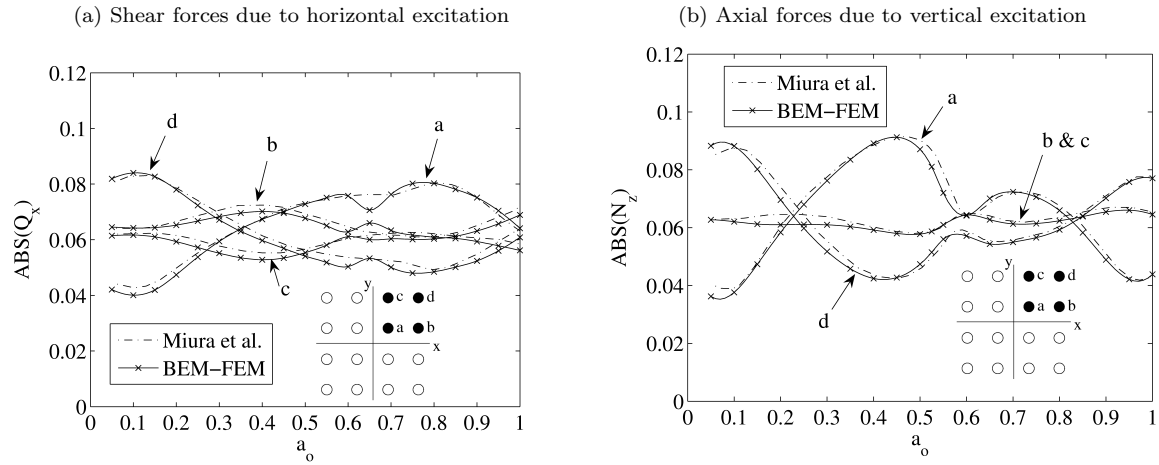 (a) Shear forces due to horizontal excitation
0.12
0.1
0.08
0.06
0.04
0.02
0
ABS(Qx)
d
b
a
c
y
c d
a b
x
Miura et al.
BEM−FEM
0 0.1 0.2 0.3 0.4 0.5 0.6 0.7 0.8 0.9 1
ao
(b) Axial forces due to vertical excitation
0.12
0.1
0.08
0.06
0.04
0.02
0
ABS(Nz)
Miura et al.
BEM−FEM
a
b & c
d
y
c d
a b
x
0 0.1 0.2 0.3 0.4 0.5 0.6 0.7 0.8 0.9 1
ao